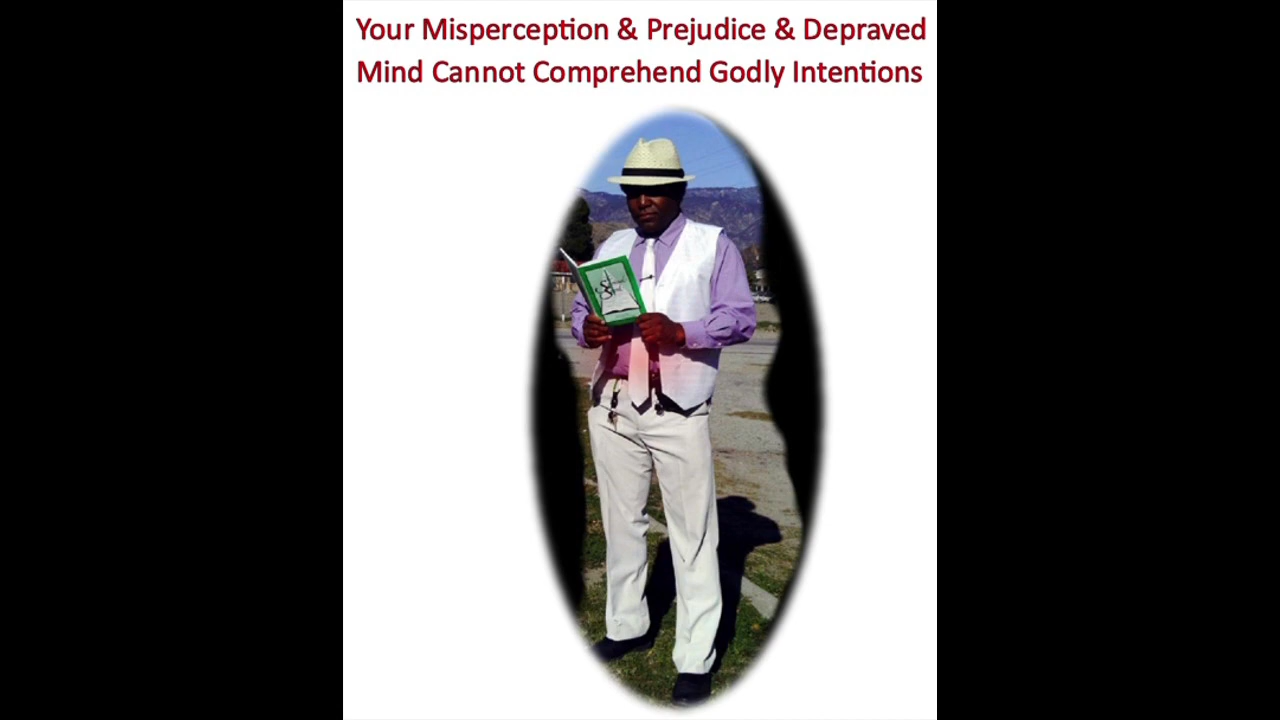 Your Misperception & Prejudice & Depraved
Mind Cannot Comprehend Godly Intentions